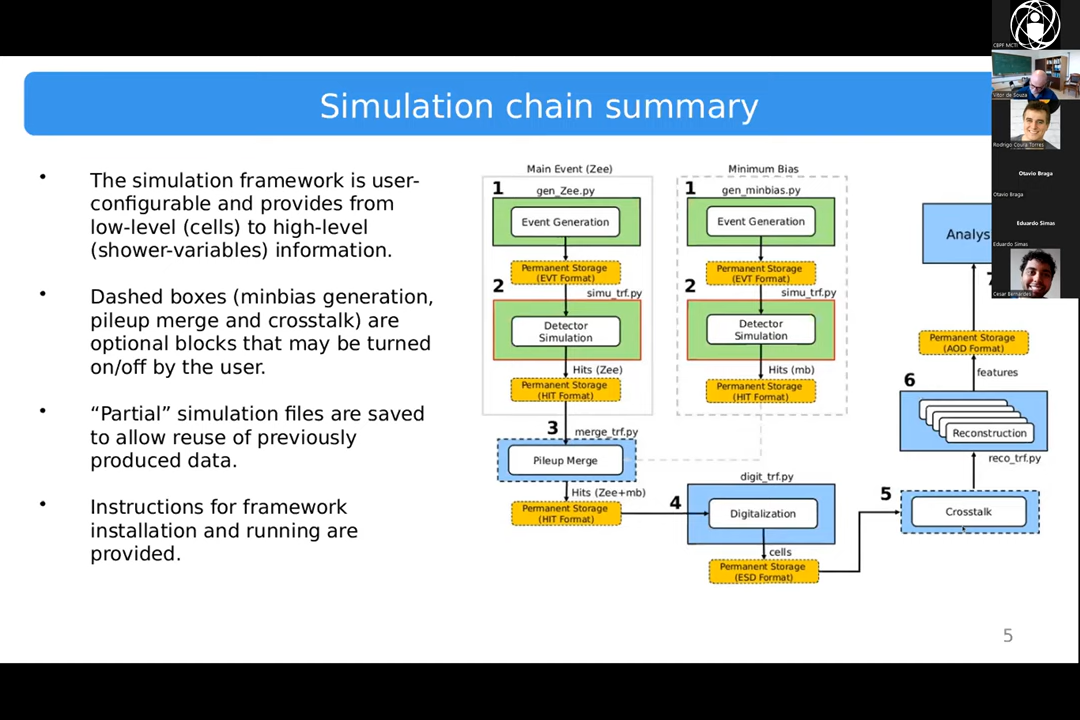 Simulation chain summary
• The simulation framework is user-
configurable and provides from
low-level (cells) to high-level
(shower-variables) information.
• Dashed boxes (minbias generation,
pileup merge and crosstalk) are
optional blocks that may be turned
on/off by the user.
• “Partial” simulation files are saved
to allow reuse of previously
produced data.
• Instructions for framework
installation and running are
provided.
Main Event (Zee)
1 gen_Zee.py
Event Generation
Permanent Storage
(EVT Format)
2 simu_trf.py
Detector
Simulation
Hits (Zee)
Permanent Storage
(HIT Format)
Minimum Bias
1 gen_minbias.py
Event Generation
Permanent Storage
(EVT Format)
2 simu_trf.py
Detector
Simulation
Hits (mb)
Permanent Storage
(HIT Format)
3 merge_trf.py
Pileup Merge
Hits (Zee+mb)
Permanent Storage
(HIT Format)
4 digit_trf.py
Digitalization
cells
Permanent Storage
(ESD Format)
5
Crosstalk
6
reco_trf.py
Reconstruction
features
Permanent Storage
(AOD Format)
Analys
5
CBPF MCTI
Vitor de Souza
Rodrigo Coura Torres
Otavio Braga
Otavio Braga
Eduardo Simas
Eduardo Simas
Cesar Bernardes